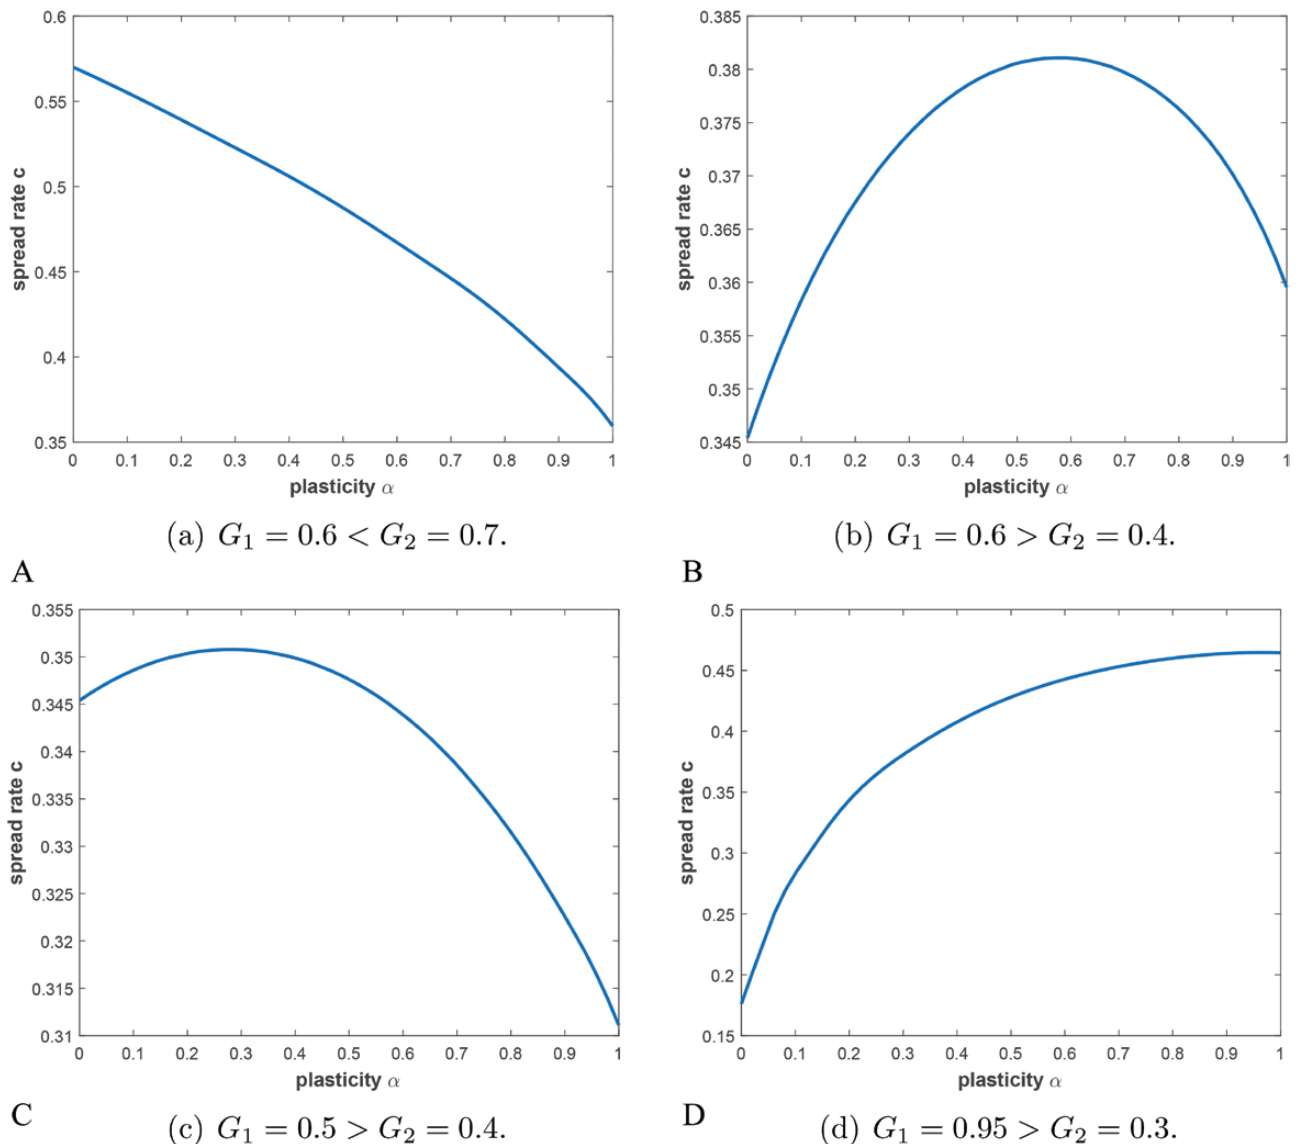 0.6
0.55
0.5
0.45
0.4
0.35
spread rate c
0 0.1 0.2 0.3 0.4 0.5 0.6 0.7 0.8 0.9 1
plasticity α
(a) G₁ = 0.6 < G₂ = 0.7.
A
0.385
0.38
0.375
0.37
0.365
0.36
0.355
0.35
0.345
spread rate c
0 0.1 0.2 0.3 0.4 0.5 0.6 0.7 0.8 0.9 1
plasticity α
(b) G₁ = 0.6 > G₂ = 0.4.
B
0.355
0.35
0.345
0.34
0.335
0.33
0.325
0.32
0.315
0.31
spread rate c
0 0.1 0.2 0.3 0.4 0.5 0.6 0.7 0.8 0.9 1
plasticity α
C
(c) G₁ = 0.5 > G₂ = 0.4.
0.5
0.45
0.4
0.35
0.3
0.25
0.2
0.15
spread rate c
0 0.1 0.2 0.3 0.4 0.5 0.6 0.7 0.8 0.9 1
plasticity α
D
(d) G₁ = 0.95 > G₂ = 0.3.